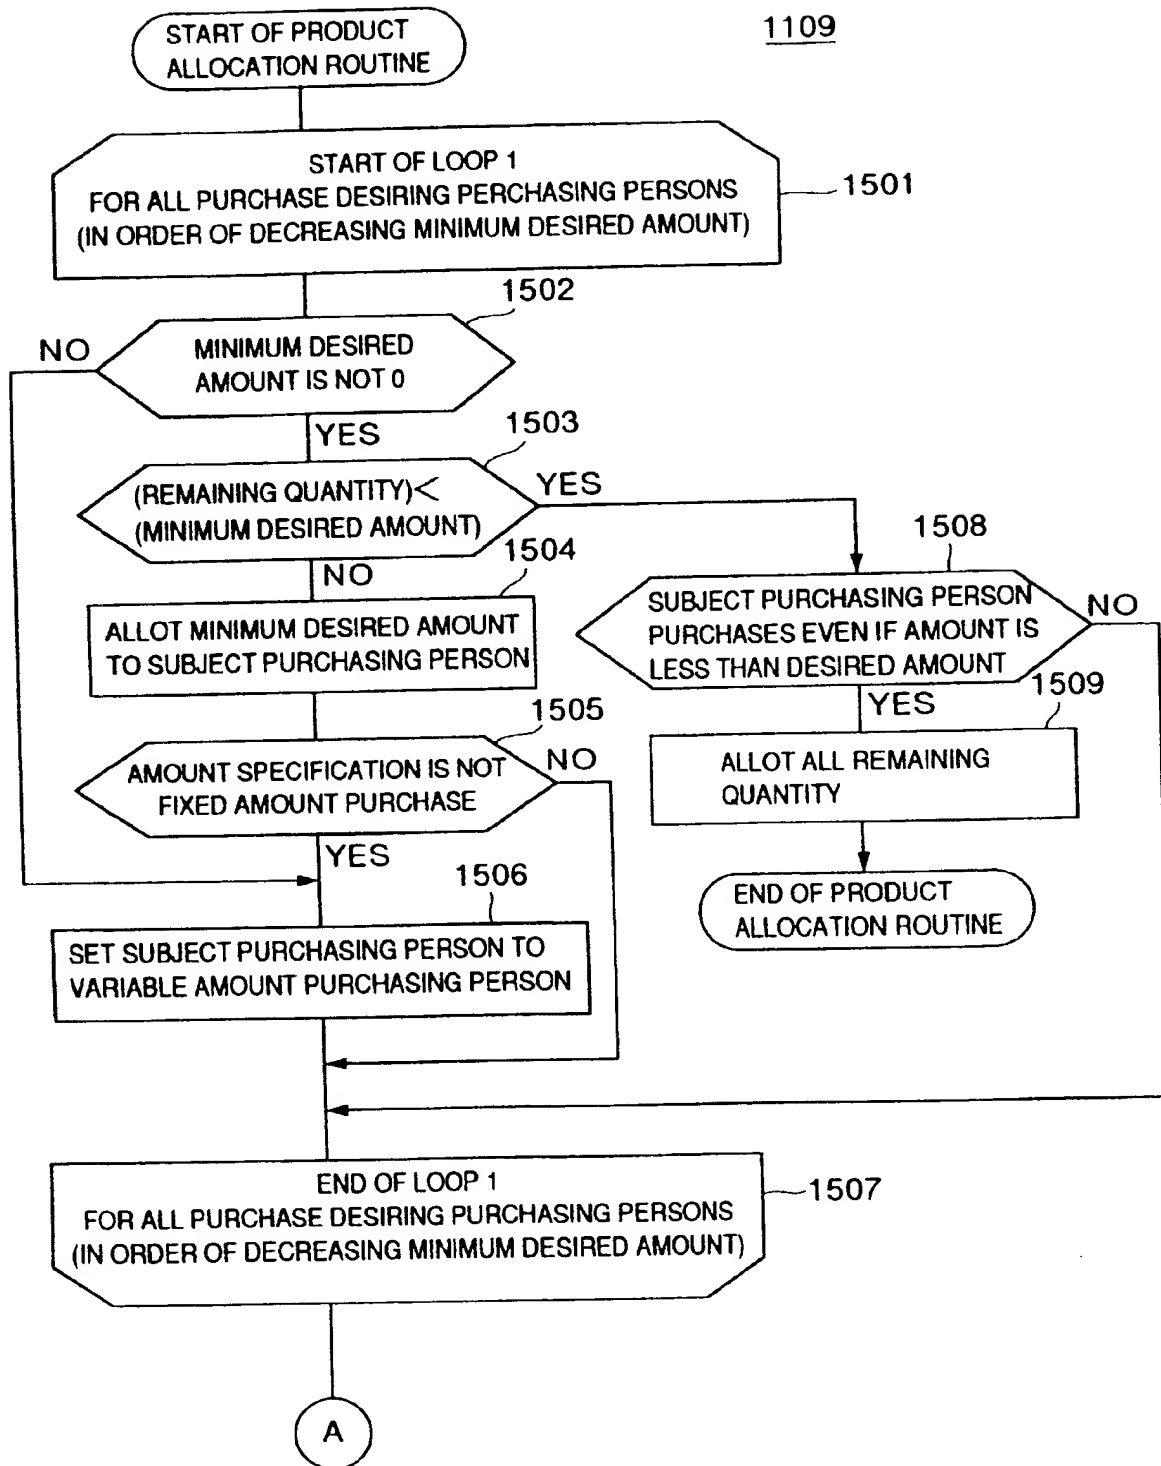 1109
START OF PRODUCT
ALLOCATION ROUTINE
START OF LOOP 1
FOR ALL PURCHASE DESIRING PERCHASING PERSONS
(IN ORDER OF DECREASING MINIMUM DESIRED AMOUNT)
1501
1502
NO
MINIMUM DESIRED
AMOUNT IS NOT 0
YES
1503
(REMAINING QUANTITY)<
(MINIMUM DESIRED AMOUNT)
YES
NO
1504
ALLOT MINIMUM DESIRED AMOUNT
TO SUBJECT PURCHASING PERSON
1508
SUBJECT PURCHASING PERSON
PURCHASES EVEN IF AMOUNT IS
LESS THAN DESIRED AMOUNT
NO
YES
1509
ALLOT ALL REMAINING
QUANTITY
END OF PRODUCT
ALLOCATION ROUTINE
1505
AMOUNT SPECIFICATION IS NOT
FIXED AMOUNT PURCHASE
NO
YES
1506
SET SUBJECT PURCHASING PERSON TO
VARIABLE AMOUNT PURCHASING PERSON
END OF LOOP 1
FOR ALL PURCHASE DESIRING PURCHASING PERSONS
(IN ORDER OF DECREASING MINIMUM DESIRED AMOUNT)
1507
A